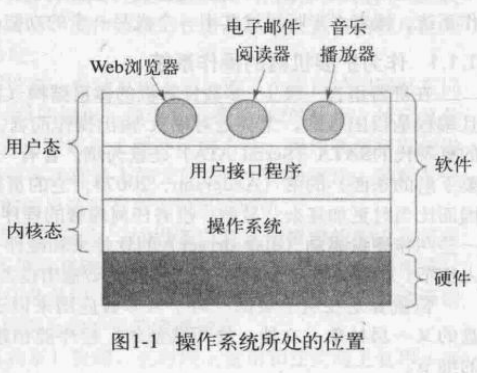 电子邮件 音乐
Web浏览器 阅读器 播放器
用户态
用户接口程序
软件
内核态
操作系统
硬件
图1-1 操作系统所处的位置